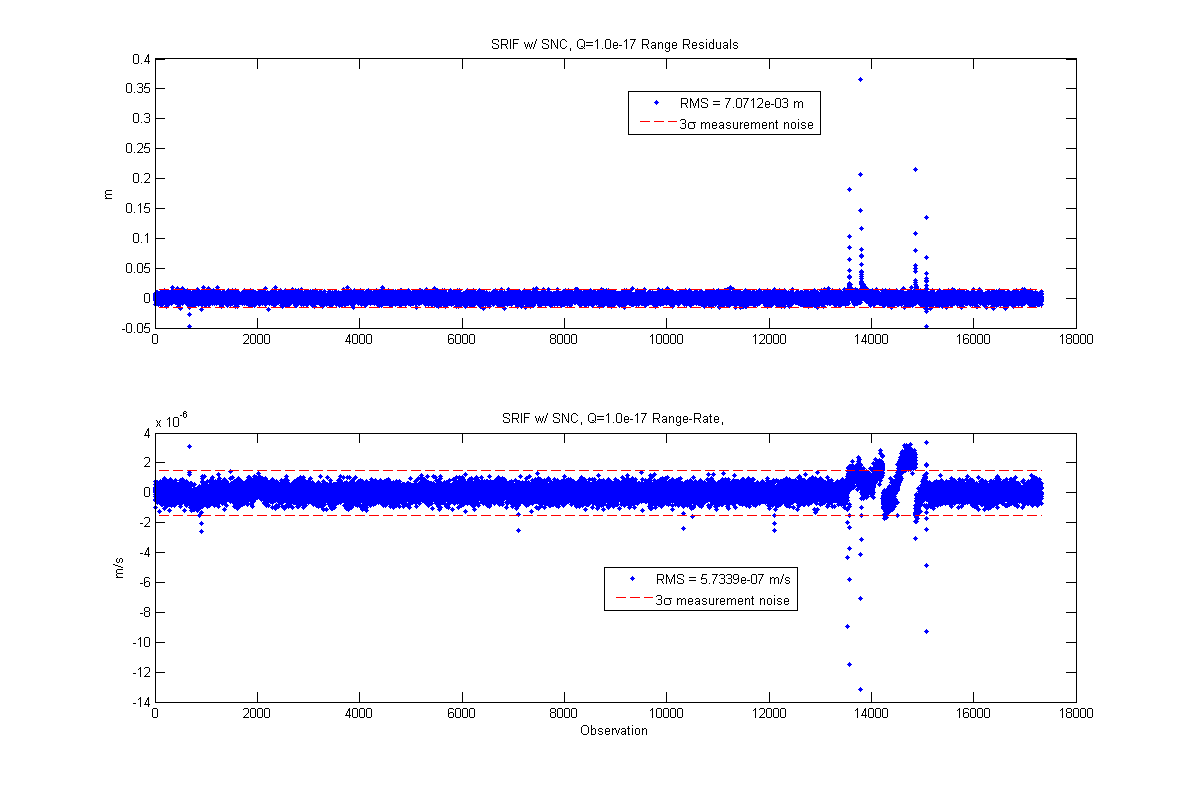 SRIF w/ SNC, Q=1.0e-17 Range Residuals
0.4
0.35
0.3
0.25
0.2
0.15
0.1
0.05
0
-0.05
m
RMS = 7.0712e-03 m
3σ measurement noise
0 2000 4000 6000 8000 10000 12000 14000 16000 18000
SRIF w/ SNC, Q=1.0e-17 Range-Rate,
x 10^-6
4
2
0
-2
-4
-6
-8
-10
-12
-14
m/s
RMS = 5.7339e-07 m/s
3σ measurement noise
0 2000 4000 6000 8000 10000 12000 14000 16000 18000
Observation